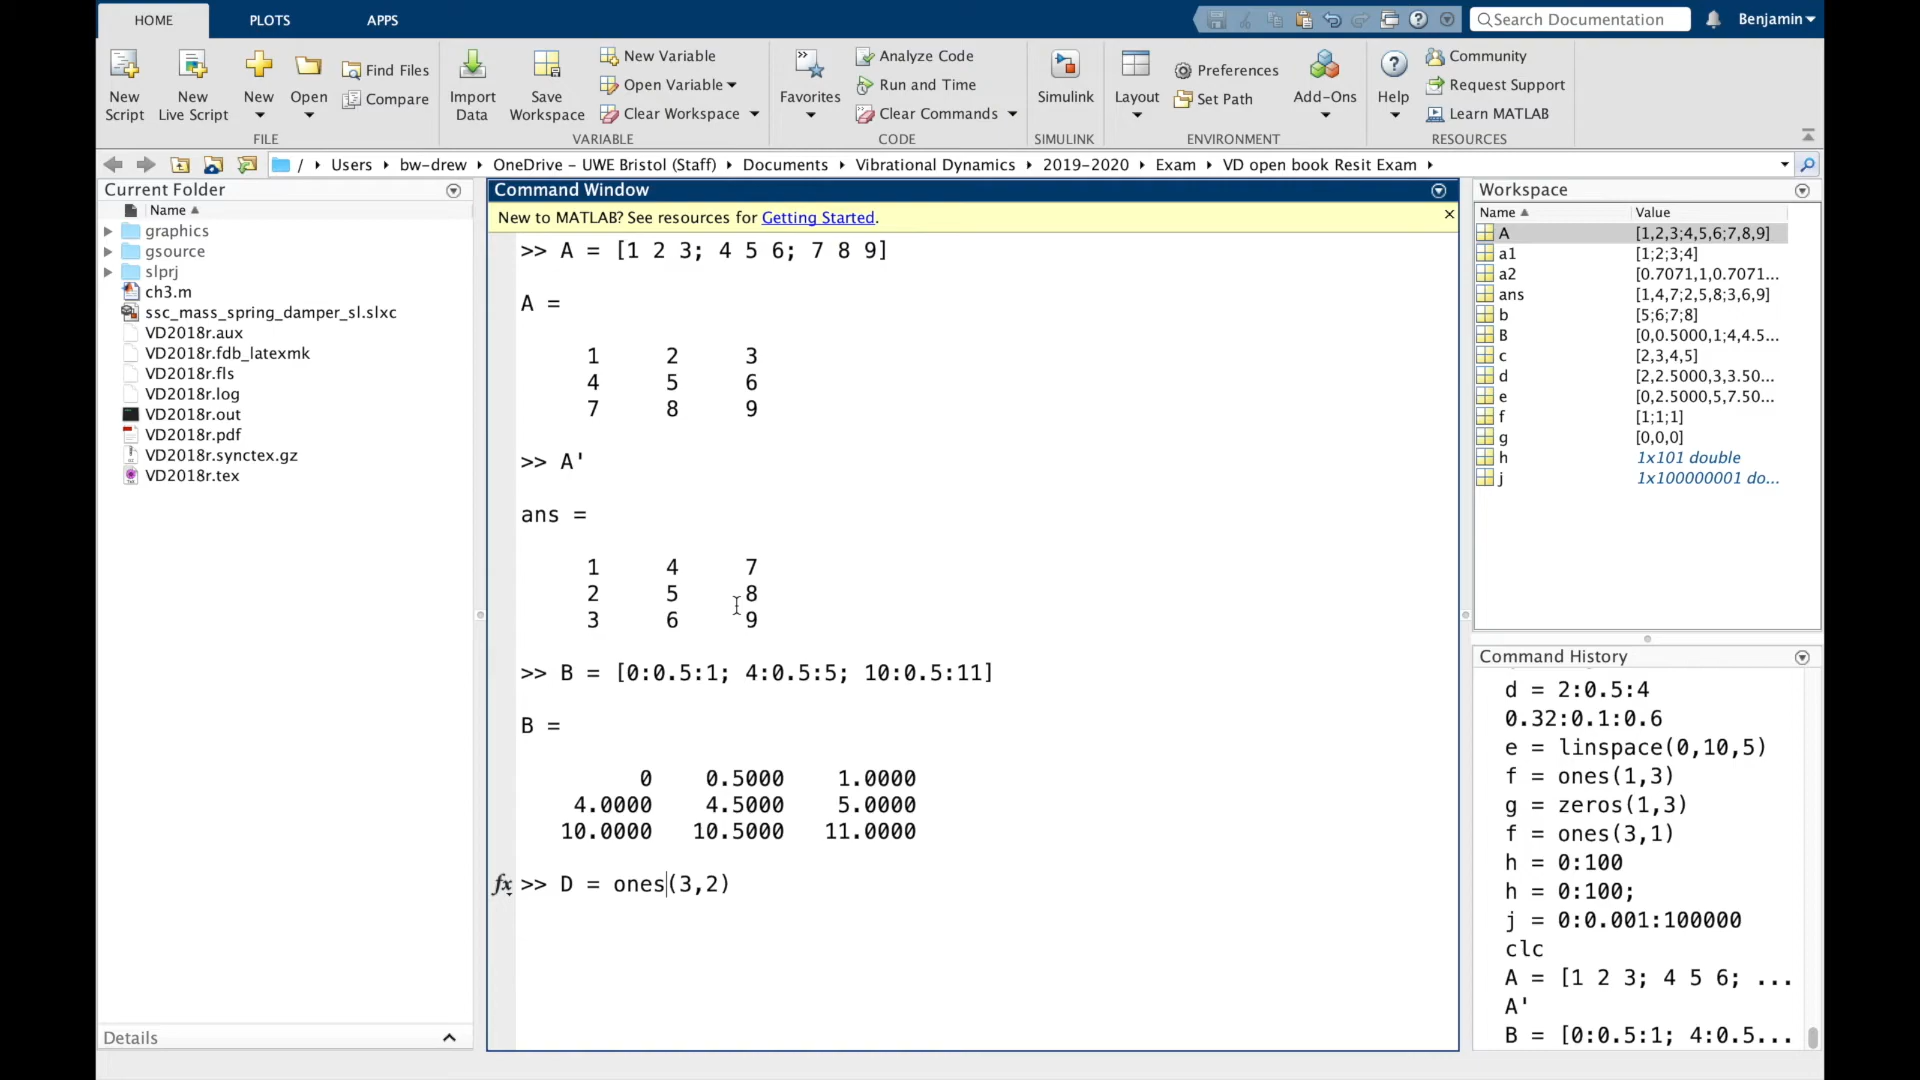 HOME PLOTS APPS
Search Documentation Benjamin
New Script
New Live Script
New
Open
Find Files
Compare
FILE
Import Data
Save Workspace
New Variable
Open Variable
Clear Workspace
VARIABLE
Favorites
Analyze Code
Run and Time
Clear Commands
CODE
Simulink
SIMULINK
Layout
Preferences
Set Path
Add-Ons
ENVIRONMENT
Help
Community
Request Support
Learn MATLAB
RESOURCES
/ Users bw-drew OneDrive - UWE Bristol (Staff) Documents Vibrational Dynamics 2019-2020 Exam VD open book Resit Exam
Current Folder
Name
graphics
gsource
slprj
ch3.m
ssc_mass_spring_damper_sl.slxc
VD2018r.aux
VD2018r.fdb_latexmk
VD2018r.fls
VD2018r.log
VD2018r.out
VD2018r.pdf
VD2018r.synctex.gz
VD2018r.tex
Details
Command Window
New to MATLAB? See resources for Getting Started.
>> A = [1 2 3; 4 5 6; 7 8 9]
A =
1 2 3
4 5 6
7 8 9
>> A'
ans =
1 4 7
2 5 8
3 6 9
>> B = [0:0.5:1; 4:0.5:5; 10:0.5:11]
B =
0 0.5000 1.0000
4.0000 4.5000 5.0000
10.0000 10.5000 11.0000
fx >> D = ones(3,2)
Workspace
Name Value
A [1,2,3;4,5,6;7,8,9]
a1 [1;2;3;4]
a2 [0.7071,1,0.7071...
ans [1,4,7;2,5,8;3,6,9]
b [5;6;7;8]
B [0,0.5000,1;4,4.5...
c [2,3,4,5]
d [2,2.5000,3,3.50...
e [0,2.5000,5,7.50...
f [1;1;1]
g [0,0,0]
h 1x101 double
j 1x100000001 do...
Command History
d = 2:0.5:4
0.32:0.1:0.6
e = linspace(0,10,5)
f = ones(1,3)
g = zeros(1,3)
f = ones(3,1)
h = 0:100
h = 0:100;
j = 0:0.001:100000
clc
A = [1 2 3; 4 5 6; ...
A'
B = [0:0.5:1; 4:0.5...